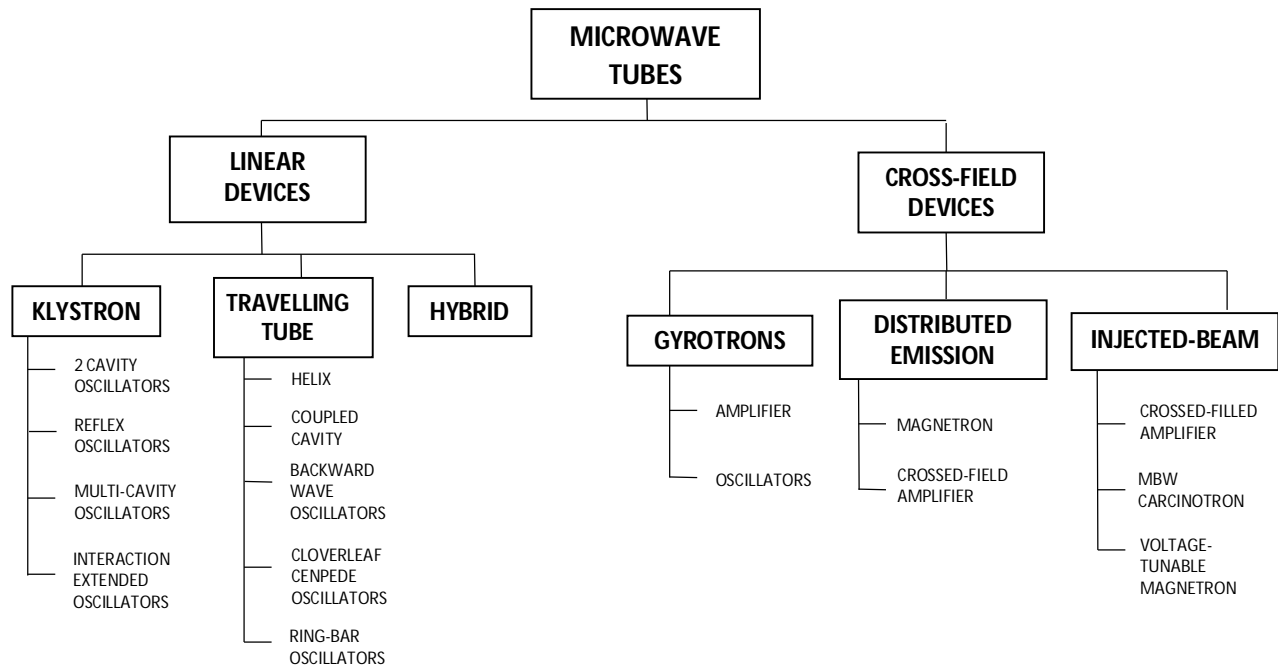 MICROWAVE
TUBES
LINEAR
DEVICES
CROSS-FIELD
DEVICES
KLYSTRON
TRAVELLING
TUBE
HYBRID
GYROTRONS
DISTRIBUTED
EMISSION
INJECTED-BEAM
2 CAVITY
OSCILLATORS
REFLEX
OSCILLATORS
MULTI-CAVITY
OSCILLATORS
INTERACTION
EXTENDED
OSCILLATORS
HELIX
COUPLED
CAVITY
BACKWARD
WAVE
OSCILLATORS
CLOVERLEAF
CENPEDE
OSCILLATORS
RING-BAR
OSCILLATORS
AMPLIFIER
OSCILLATORS
MAGNETRON
CROSSED-FIELD
AMPLIFIER
CROSSED-FILLED
AMPLIFIER
MBW
CARCINOTRON
VOLTAGE-
TUNABLE
MAGNETRON